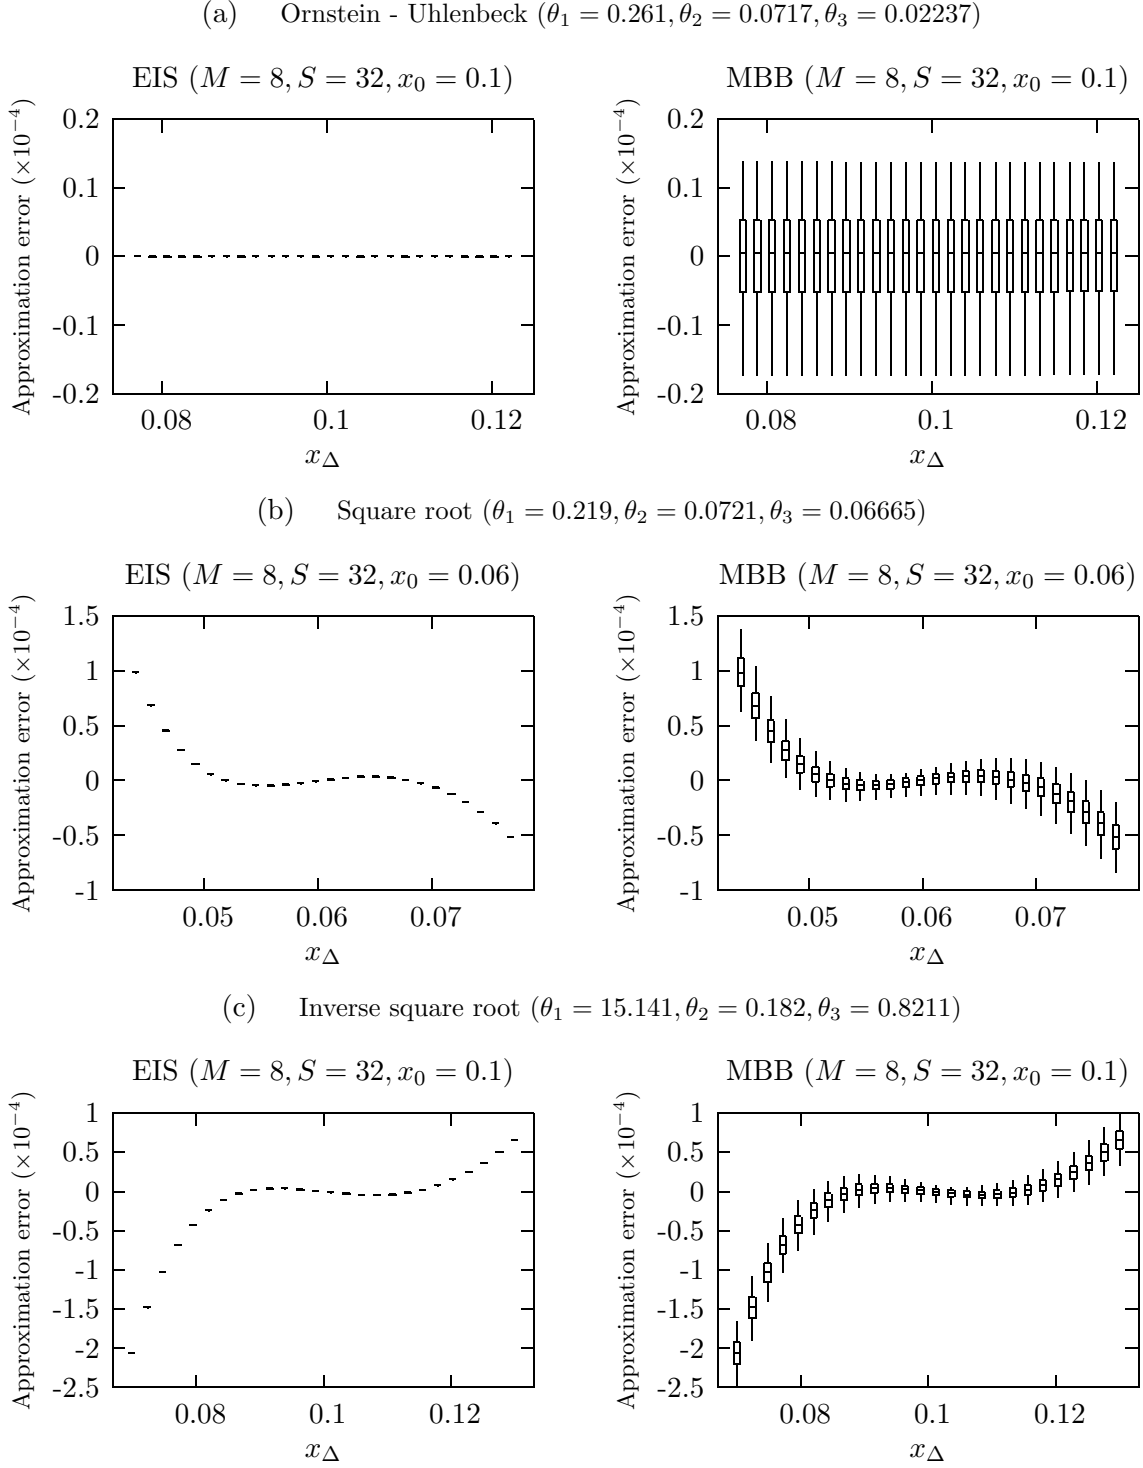 (a) Ornstein - Uhlenbeck (θ₁ = 0.261, θ₂ = 0.0717, θ₃ = 0.02237)
EIS (M = 8, S = 32, x₀ = 0.1)
Approximation error (×10⁻⁴)
0.2
0.1
0
-0.1
-0.2
0.08 0.1 0.12
x_Δ
MBB (M = 8, S = 32, x₀ = 0.1)
Approximation error (×10⁻⁴)
0.2
0.1
0
-0.1
-0.2
0.08 0.1 0.12
x_Δ
(b) Square root (θ₁ = 0.219, θ₂ = 0.0721, θ₃ = 0.06665)
EIS (M = 8, S = 32, x₀ = 0.06)
Approximation error (×10⁻⁴)
1.5
1
0.5
0
-0.5
-1
0.05 0.06 0.07
x_Δ
MBB (M = 8, S = 32, x₀ = 0.06)
Approximation error (×10⁻⁴)
1.5
1
0.5
0
-0.5
-1
0.05 0.06 0.07
x_Δ
(c) Inverse square root (θ₁ = 15.141, θ₂ = 0.182, θ₃ = 0.8211)
EIS (M = 8, S = 32, x₀ = 0.1)
Approximation error (×10⁻⁴)
1
0.5
0
-0.5
-1
-1.5
-2
-2.5
0.08 0.1 0.12
x_Δ
MBB (M = 8, S = 32, x₀ = 0.1)
Approximation error (×10⁻⁴)
1
0.5
0
-0.5
-1
-1.5
-2
-2.5
0.08 0.1 0.12
x_Δ